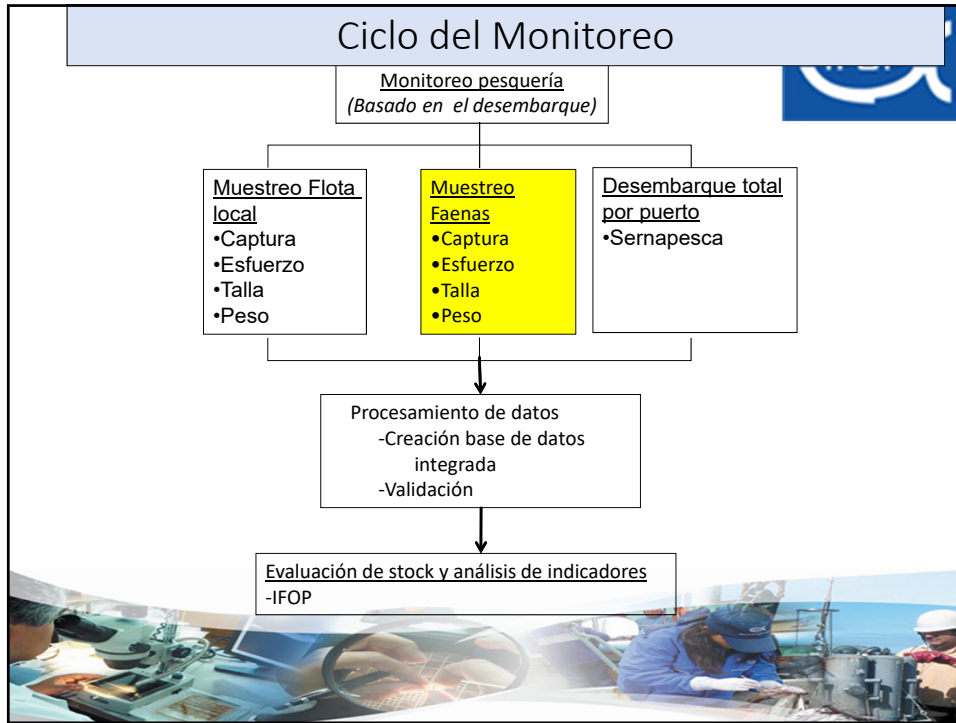 Ciclo del Monitoreo
Monitoreo pesquería
(Basado en el desembarque)
Muestreo Flota
local
•Captura
•Esfuerzo
•Talla
•Peso
Muestreo
Faenas
•Captura
•Esfuerzo
•Talla
•Peso
Desembarque total
por puerto
•Sernapesca
Procesamiento de datos
-Creación base de datos
integrada
-Validación
Evaluación de stock y análisis de indicadores
-IFOP